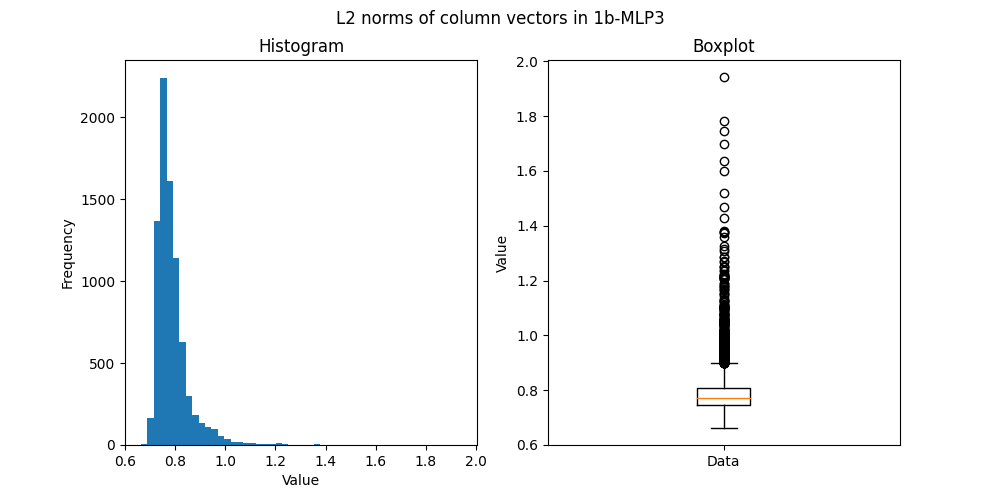 L2 norms of column vectors in 1b-MLP3
Histogram
Frequency
2000
1500
1000
500
0
0.6 0.8 1.0 1.2 1.4 1.6 1.8 2.0
Value
Boxplot
Value
2.0
1.8
1.6
1.4
1.2
1.0
0.8
0.6
Data